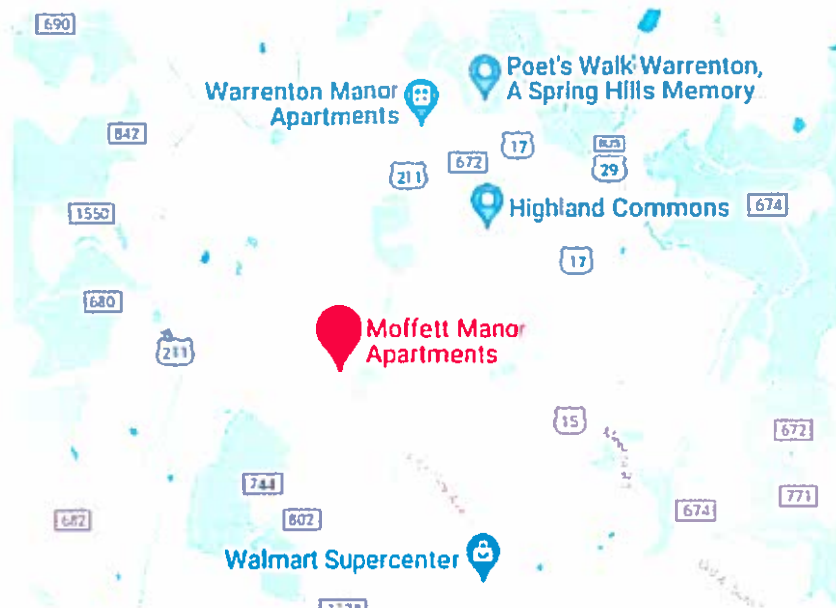 690
Poet's Walk Warrenton,
A Spring Hills Memory
Warrenton Manor
Apartments
842
17
BUS
29
672
211
1550
Highland Commons
674
17
680
Moffett Manor
Apartments
211
15
672
744
771
682
802
674
Walmart Supercenter